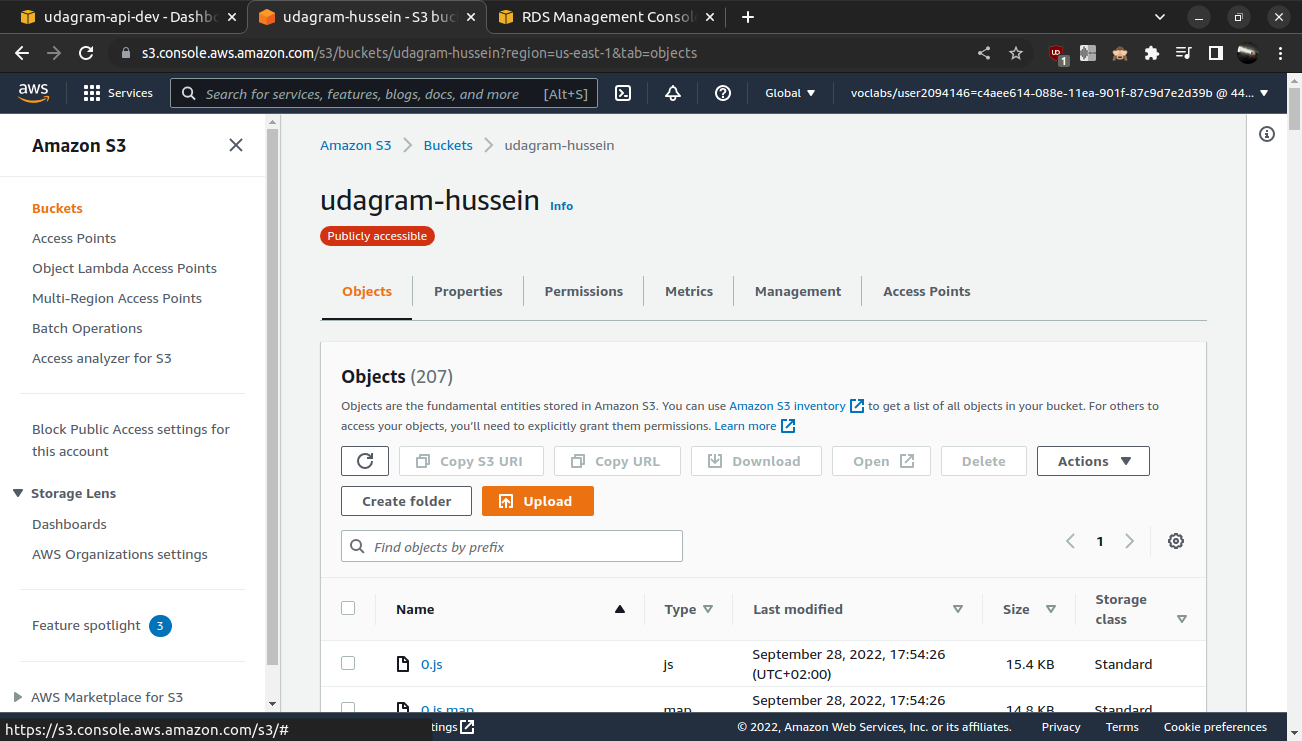 udagram-api-dev - Dashbo
udagram-hussein - S3 buc
RDS Management Consol
s3.console.aws.amazon.com/s3/buckets/udagram-hussein?region=us-east-1&tab=objects
1
aws
Services
Search for services, features, blogs, docs, and more
[Alt+S]
Global
voclabs/user2094146=c4aee614-088e-11ea-901f-87c9d7e2d39b @ 44...
Amazon S3
Buckets
Access Points
Object Lambda Access Points
Multi-Region Access Points
Batch Operations
Access analyzer for S3
Block Public Access settings for
this account
Storage Lens
Dashboards
AWS Organizations settings
Feature spotlight 3
AWS Marketplace for S3
Amazon S3 > Buckets > udagram-hussein
udagram-hussein Info
Publicly accessible
Objects
Properties
Permissions
Metrics
Management
Access Points
Objects (207)
Objects are the fundamental entities stored in Amazon S3. You can use Amazon S3 inventory to get a list of all objects in your bucket. For others to
access your objects, you'll need to explicitly grant them permissions. Learn more
Copy S3 URI
Copy URL
Download
Open
Delete
Actions
Create folder
Upload
Find objects by prefix
1
Name
Type
Last modified
Size
Storage
class
0.js
js
September 28, 2022, 17:54:26
(UTC+02:00)
15.4 KB
Standard
0.js.map
map
September 28, 2022, 17:54:26
14.8 KB
Standard
https://s3.console.aws.amazon.com/s3/#
tings
© 2022, Amazon Web Services, Inc. or its affiliates.
Privacy
Terms
Cookie preferences